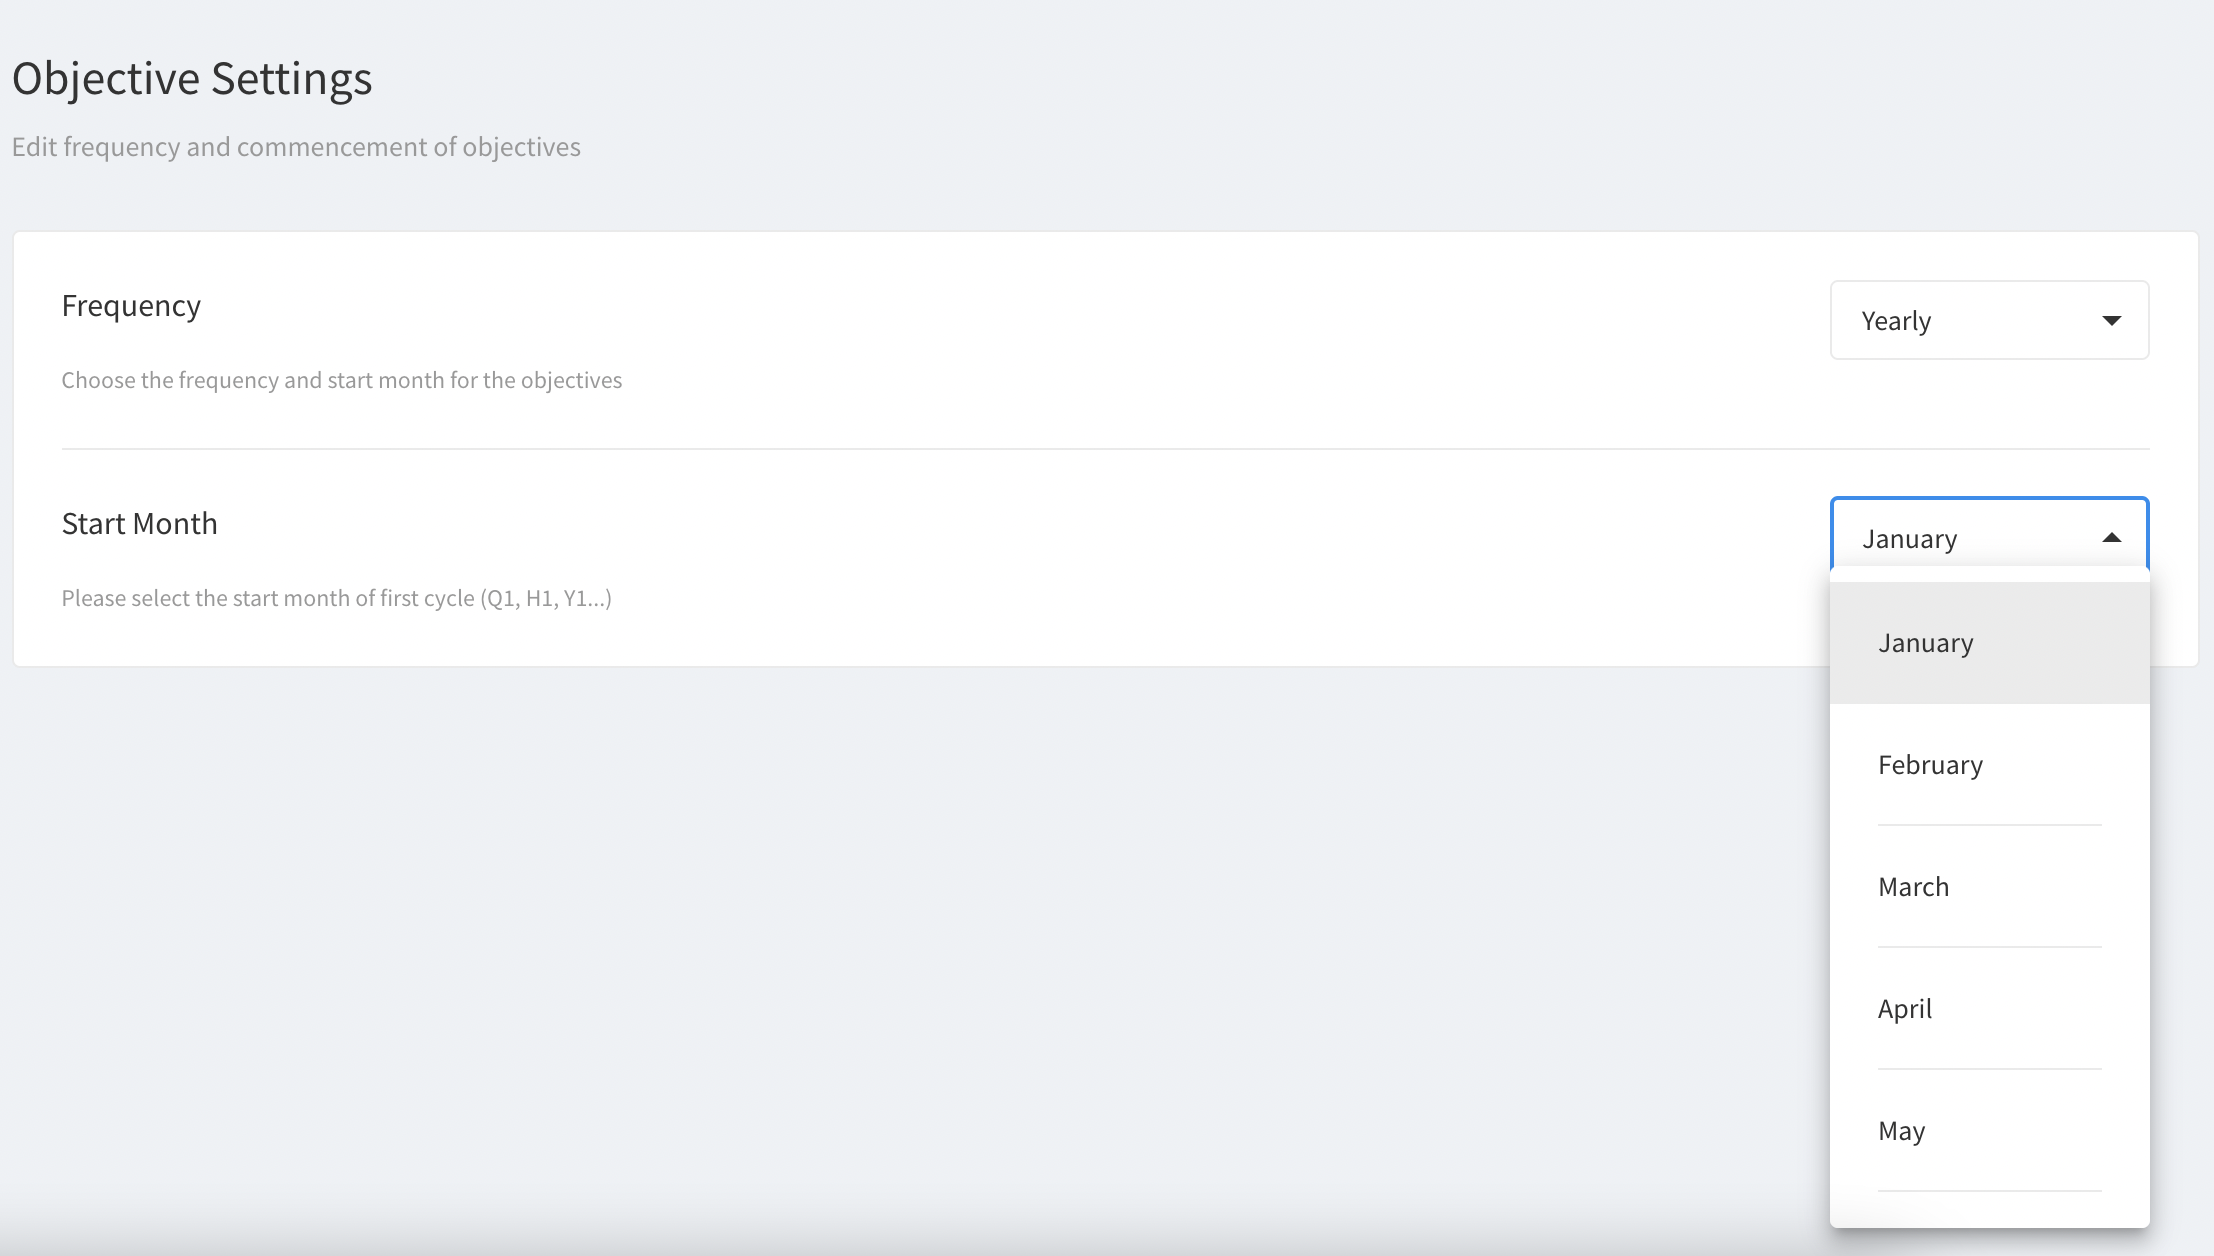 Objective Settings
Edit frequency and commencement of objectives
Frequency
Yearly
Choose the frequency and start month for the objectives
Start Month
January
Please select the start month of first cycle (Q1, H1, Y1...)
January
February
March
April
May